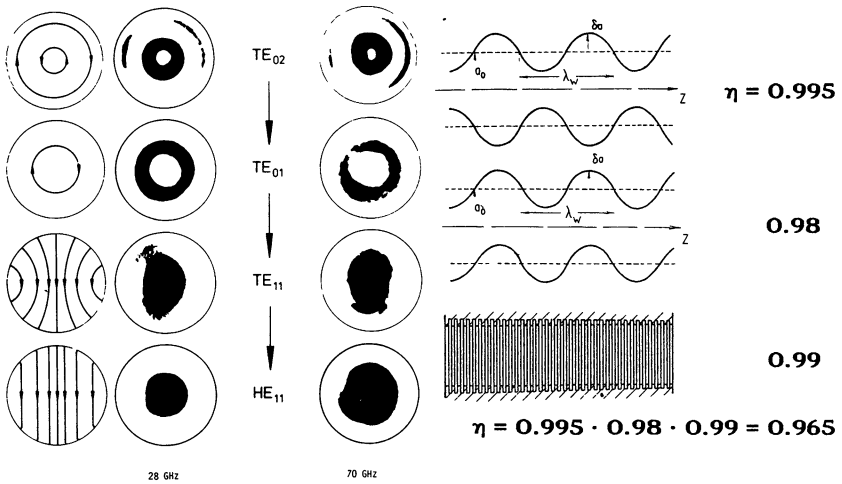 TE02
TE01
TE11
HE11
28 GHz
70 GHz
δa
a0
λw
Z
η = 0.995
δa
a0
λw
Z
0.98
0.99
η = 0.995 · 0.98 · 0.99 = 0.965